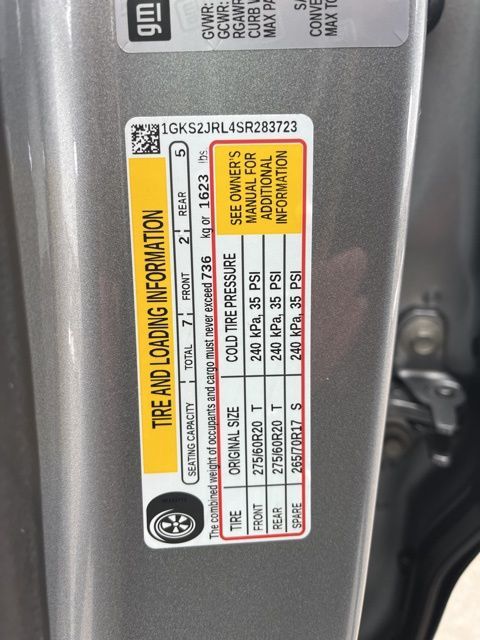 gm
GVWR:
GCWR:
RGAWR
CURB
MAX PA
SA
CONVE
MAX TO
1GKS2JRL4SR283723
TIRE AND LOADING INFORMATION
SEATING CAPACITY TOTAL 7 FRONT 2 REAR 5
The combined weight of occupants and cargo must never exceed 736 kg or 1623 lbs
TIRE ORIGINAL SIZE COLD TIRE PRESSURE
FRONT 275/60R20 T 240 kPa, 35 PSI
REAR 275/60R20 T 240 kPa, 35 PSI
SPARE 265/70R17 S 240 kPa, 35 PSI
SEE OWNER'S
MANUAL FOR
ADDITIONAL
INFORMATION